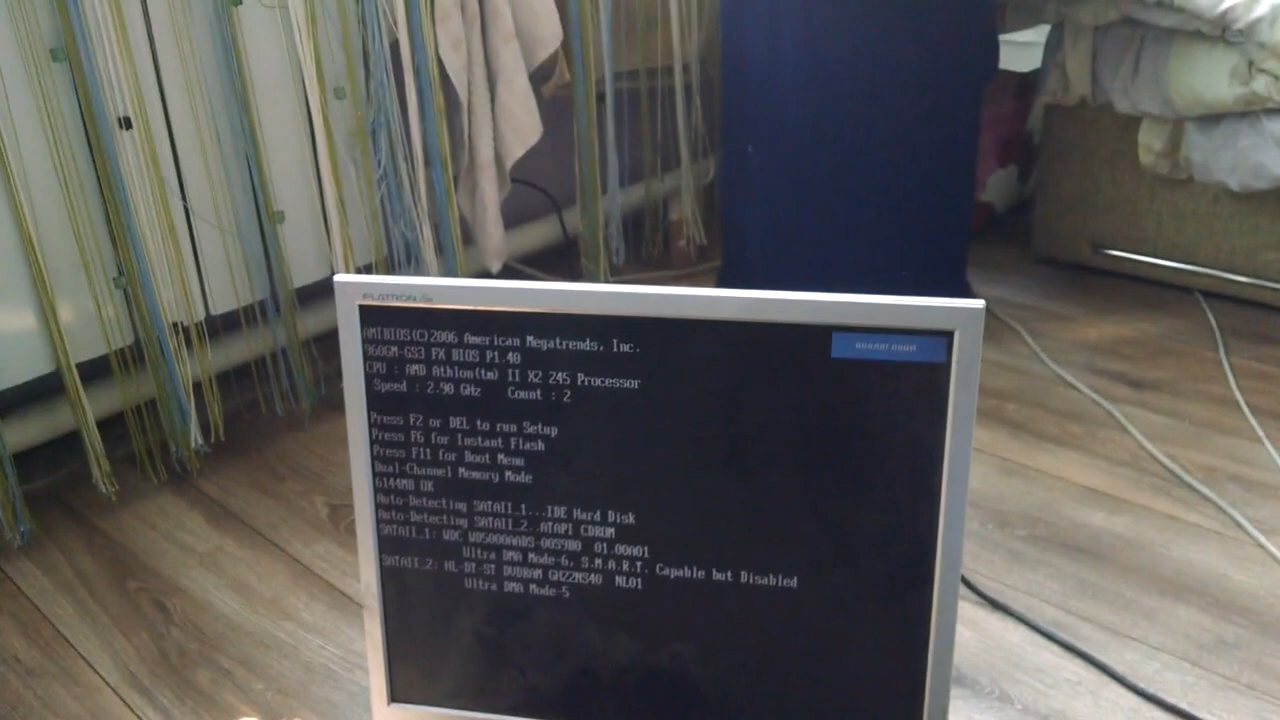 FLATRON
AMIBIOS(C)2006 American Megatrends, Inc.
960GM-GS3 FX BIOS P1.40
CPU : AMD Athlon(tm) II X2 245 Processor
Speed : 2.90 GHz Count : 2
Press F2 or DEL to run Setup
Press F6 for Instant Flash
Press F11 for Boot Menu
Dual-Channel Memory Mode
6144MB OK
Auto-Detecting SATAII_1...IDE Hard Disk
Auto-Detecting SATAII_2..ATAPI CDROM
SATAII_1: WDC WD5000AADS-00S9B0 01.00A01
Ultra DMA Mode-6, S.M.A.R.T. Capable but Disabled
SATAII_2: HL-DT-ST DVDRAM GH22NS40 NL01
Ultra DMA Mode-5